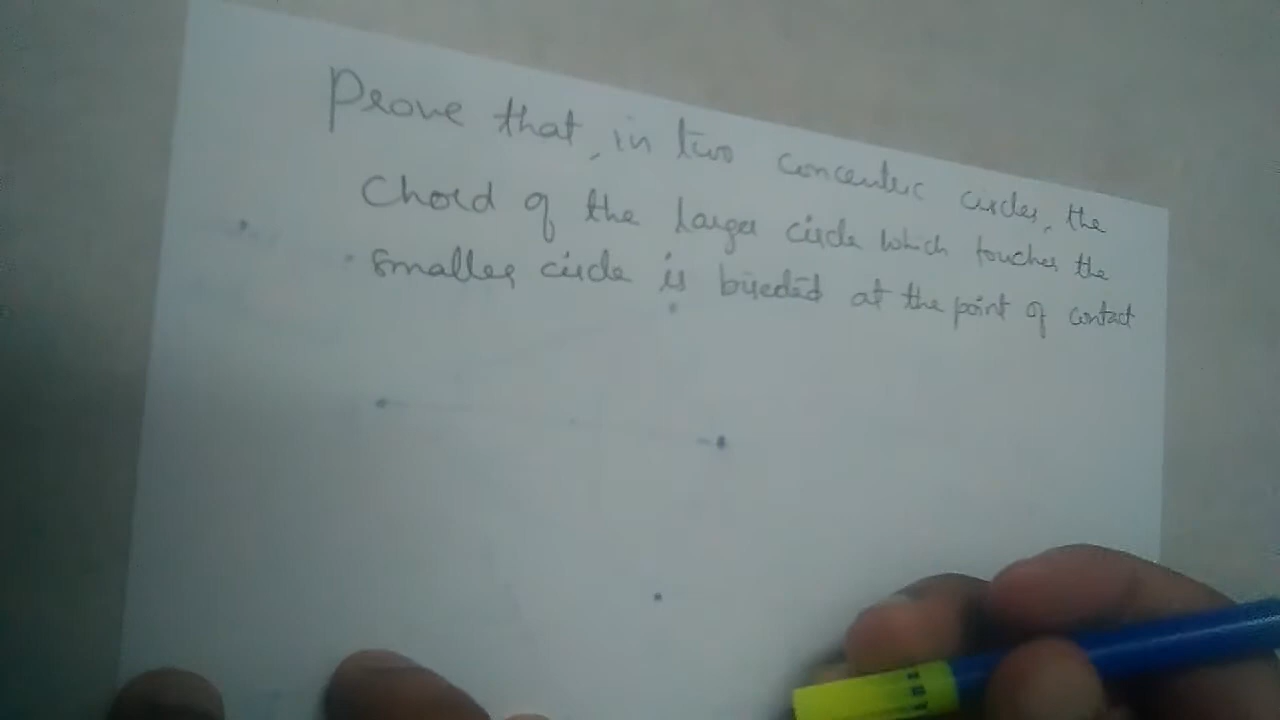 Prove that, in two concentric circles, the
Chord of the larger circle which touches the
smaller circle is bisected at the point of contact